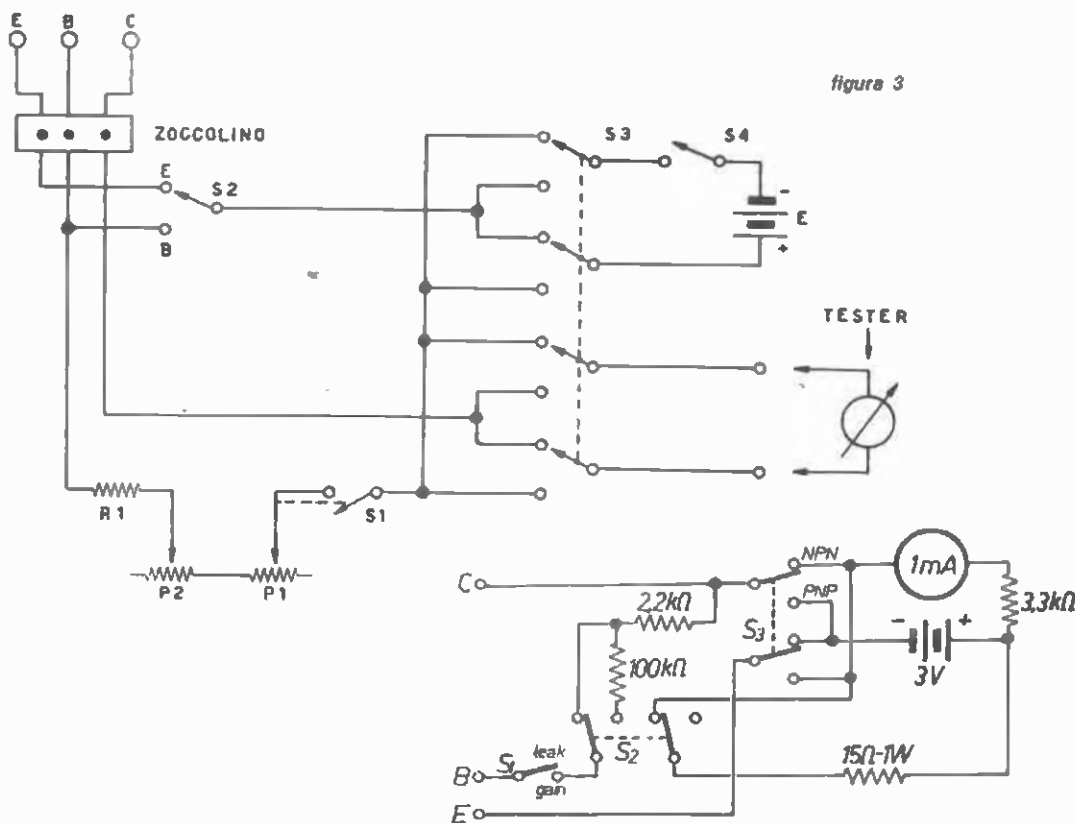 E B C
figura 3
ZOCCOLINO
S3 S4
E
S2
B
-
E
+
TESTER
R1
S1
P2 P1
C
NPN
1mA
PNP
2,2kΩ
3,3kΩ
S3
- +
100kΩ
3V
S2
15Ω-1W
B
S1
leak
gain
E